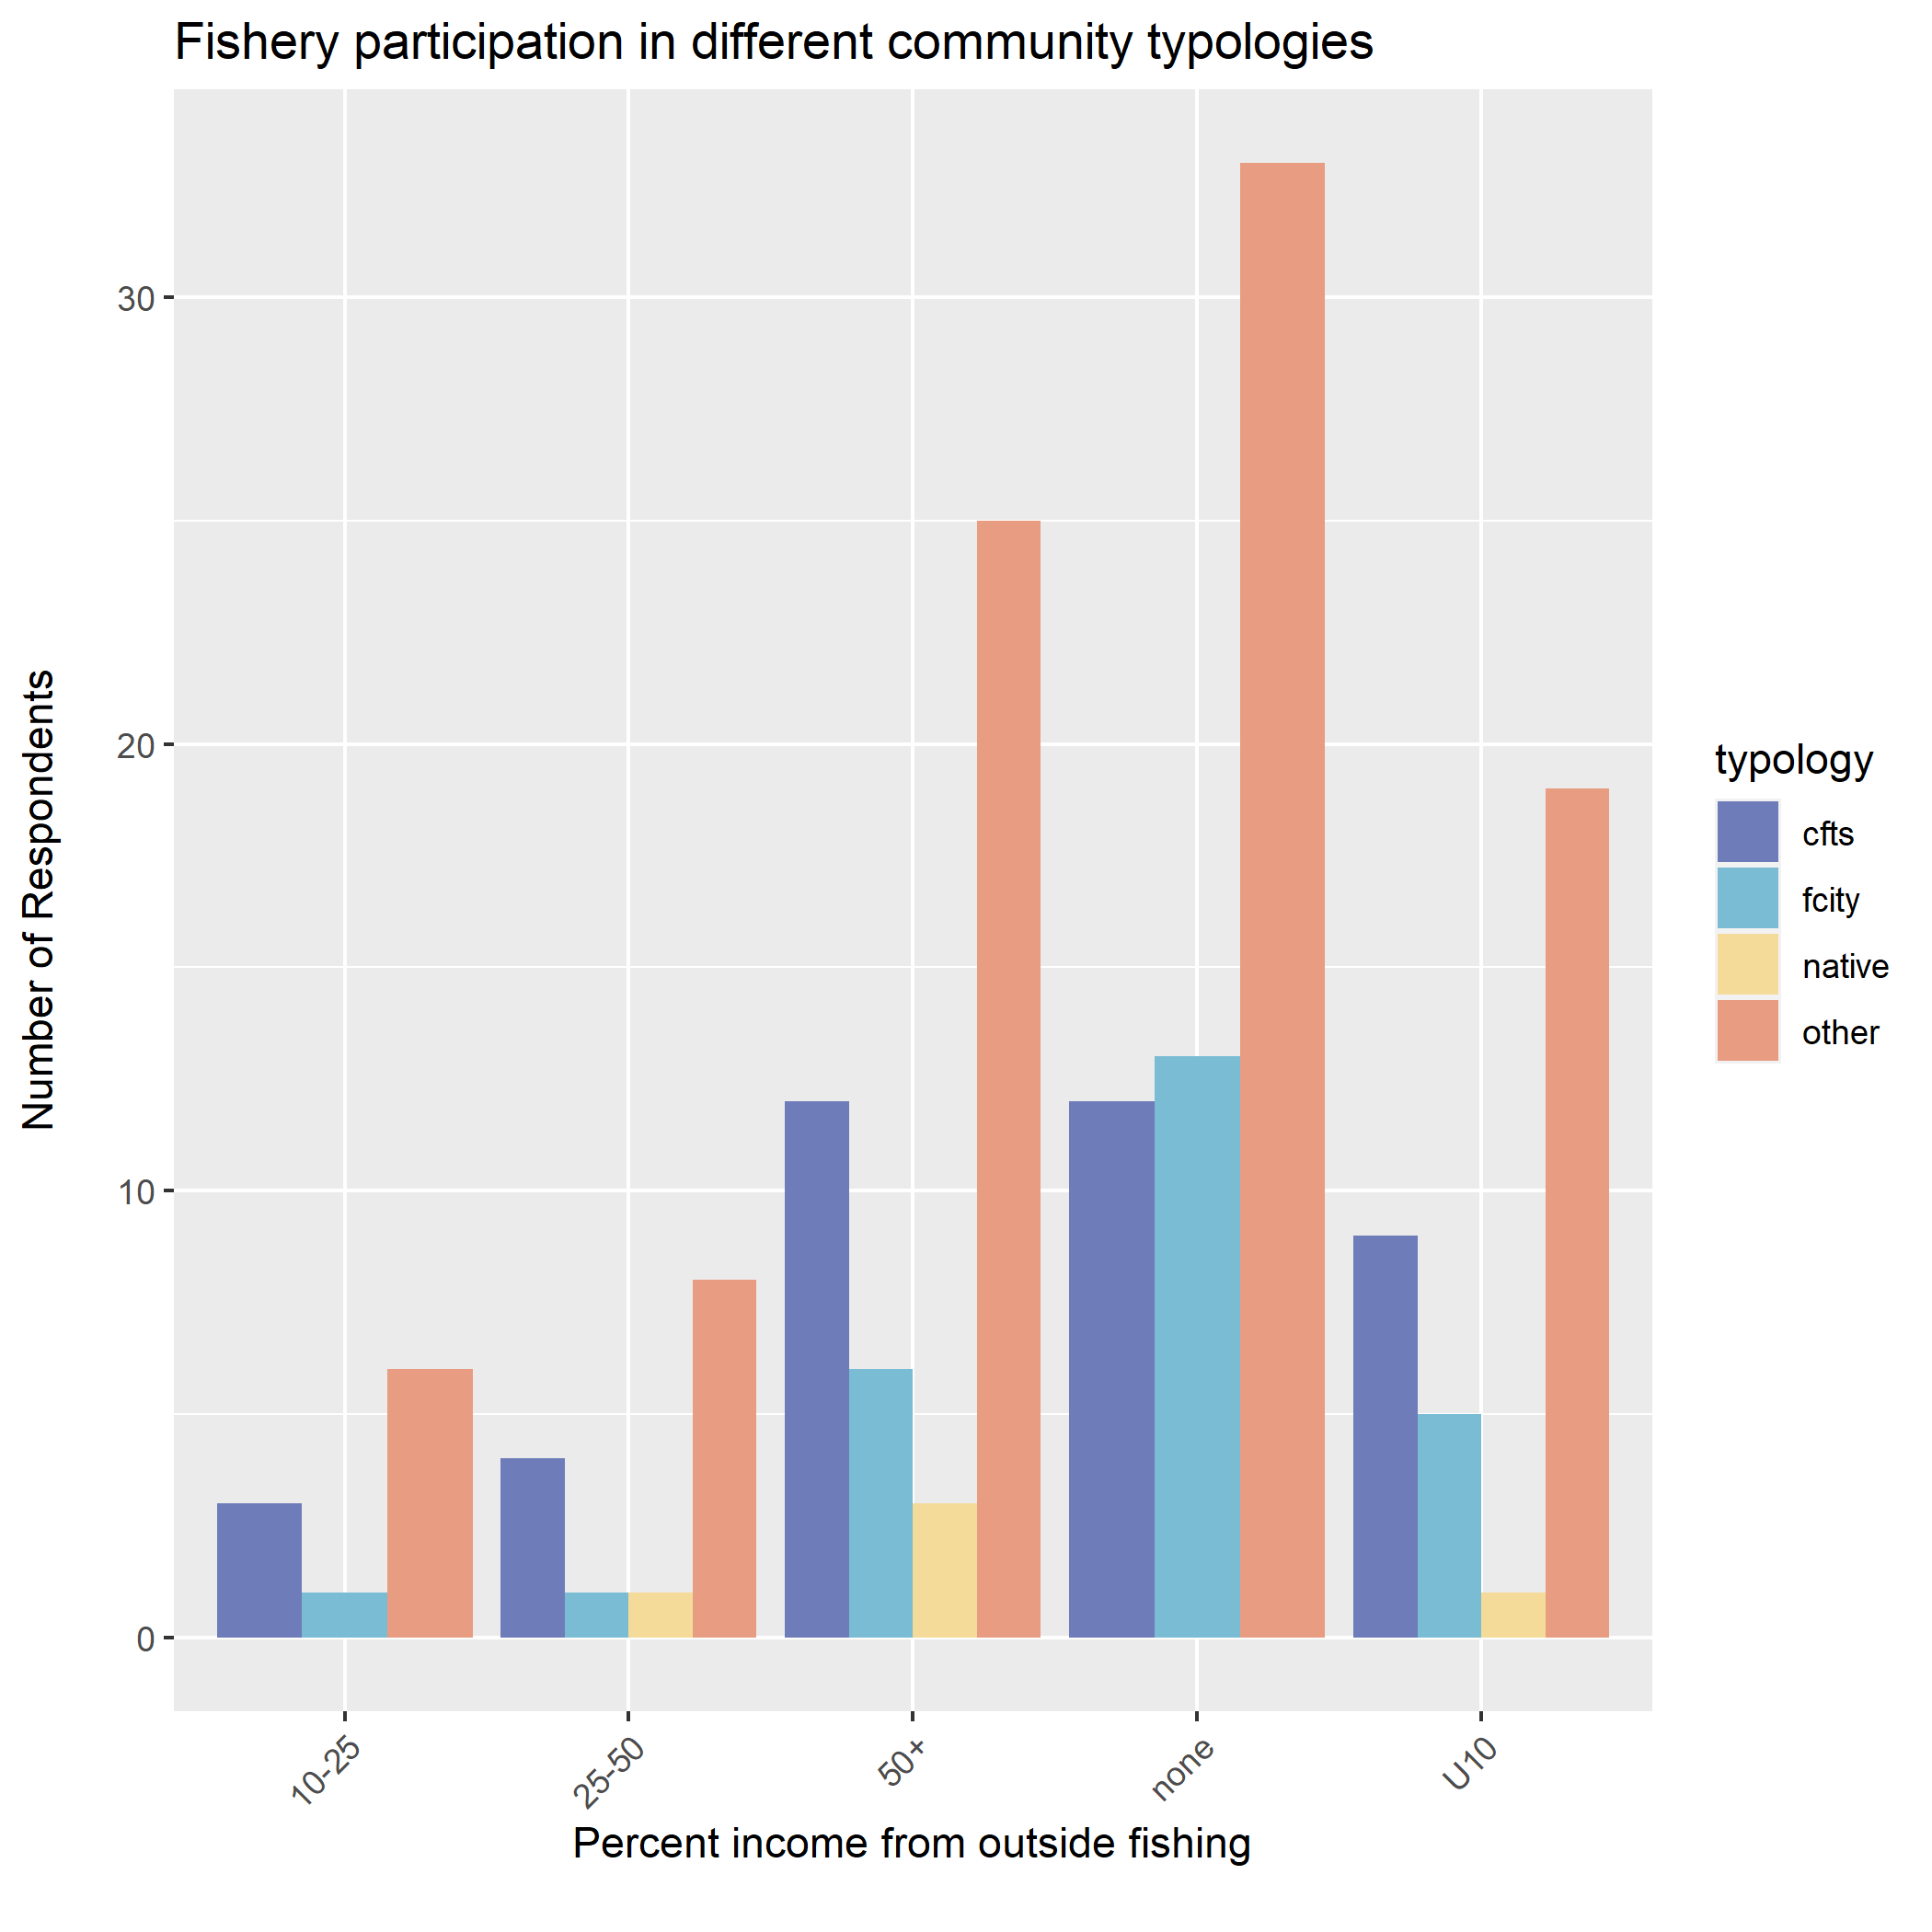 Fishery participation in different community typologies
Number of Respondents
30
20
10
0
10-25
25-50
50+
none
U10
Percent income from outside fishing
typology
cfts
fcity
native
other